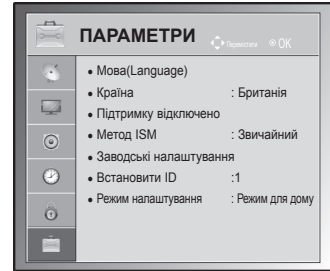 ПАРАМЕТРИ Перемістити OK
Мова(Language)
Країна : Британія
Підтримку відключено
Метод ISM : Звичайний
Заводські налаштування
Встановити ID :1
Режим налаштування : Режим для дому